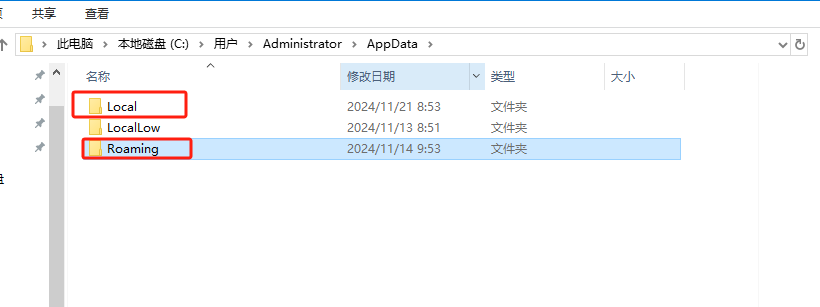 共享 查看
此电脑 > 本地磁盘 (C:) > 用户 > Administrator > AppData >
名称 修改日期 类型 大小
Local 2024/11/21 8:53 文件夹
LocalLow 2024/11/13 8:51 文件夹
Roaming 2024/11/14 9:53 文件夹